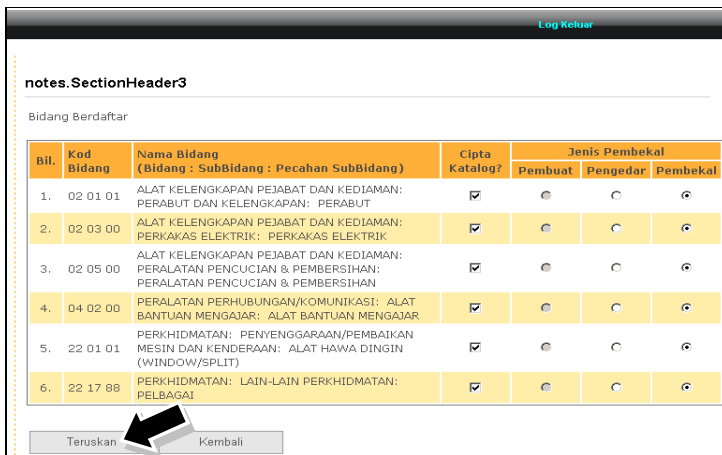 Log Keluar
notes.SectionHeader3
Bidang Berdaftar
Bil. Kod Bidang Nama Bidang (Bidang : SubBidang : Pecahan SubBidang) Cipta Katalog? Jenis Pembekal
Pembuat Pengedar Pembekal
1. 02 01 01 ALAT KELENGKAPAN PEJABAT DAN KEDIAMAN:
PERABUT DAN KELENGKAPAN: PERABUT
2. 02 03 00 ALAT KELENGKAPAN PEJABAT DAN KEDIAMAN:
PERKAKAS ELEKTRIK: PERKAKAS ELEKTRIK
3. 02 05 00 ALAT KELENGKAPAN PEJABAT DAN KEDIAMAN:
PERALATAN PENCUCIAN & PEMBERSIHAN:
PERALATAN PENCUCIAN & PEMBERSIHAN
4. 04 02 00 PERALATAN PERHUBUNGAN/KOMUNIKASI: ALAT
BANTUAN MENGAJAR: ALAT BANTUAN MENGAJAR
5. 22 01 01 PERKHIDMATAN: PENYENGGARAAN/PEMBAIKAN
MESIN DAN KENDERAAN: ALAT HAWA DINGIN
(WINDOW/SPLIT)
6. 22 17 88 PERKHIDMATAN: LAIN-LAIN PERKHIDMATAN:
PELBAGAI
Teruskan Kembali